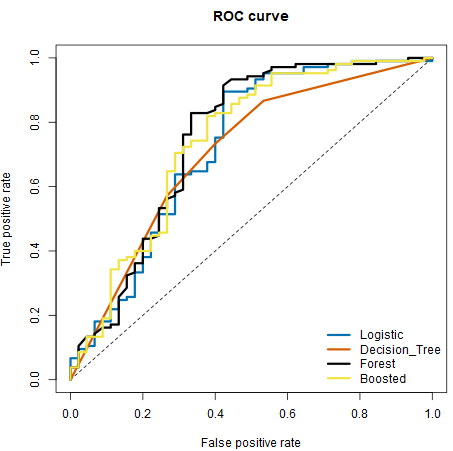 ROC curve
True positive rate
1.0
0.8
0.6
0.4
0.2
0.0
Logistic
Decision_Tree
Forest
Boosted
0.0 0.2 0.4 0.6 0.8 1.0
False positive rate